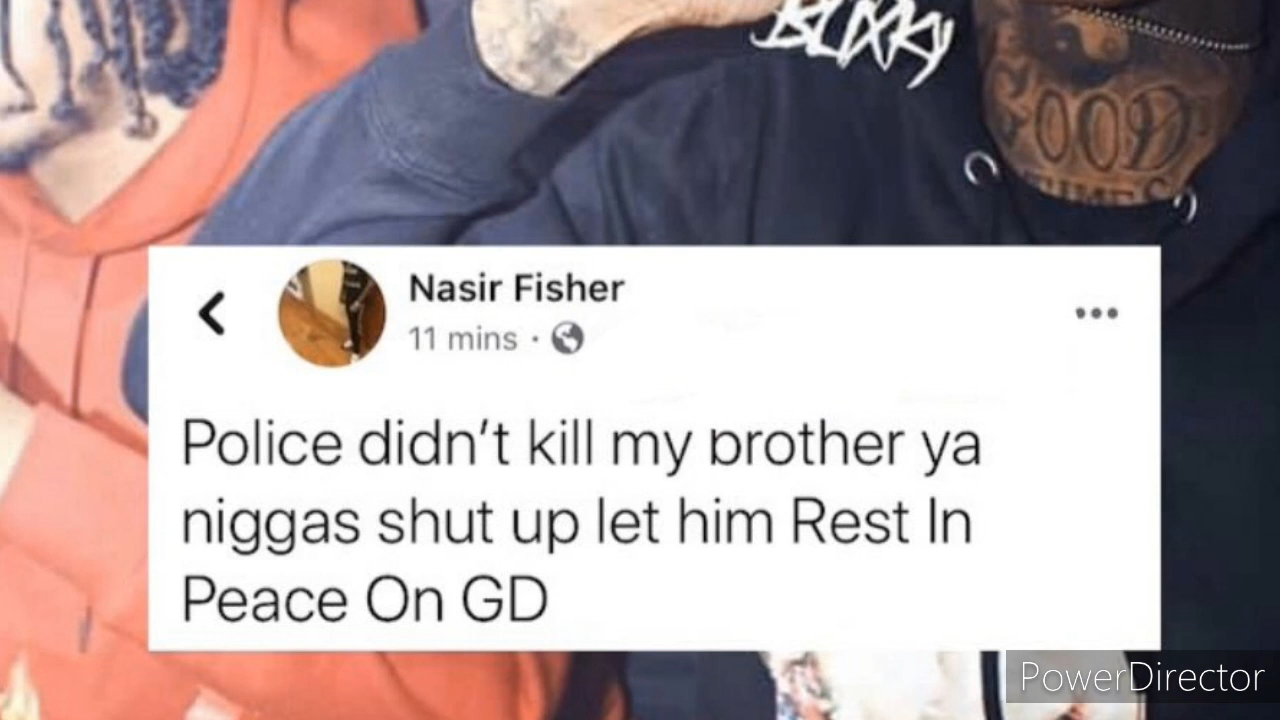 BLIXKY
GOOD
Nasir Fisher
11 mins ·
Police didn't kill my brother ya
niggas shut up let him Rest In
Peace On GD
PowerDirector